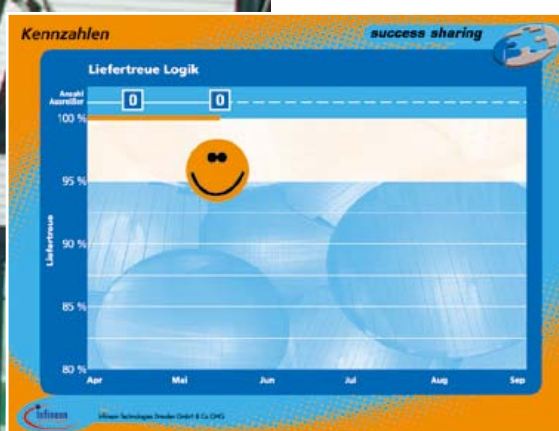 Kennzahlen
success sharing
Liefertreue Logik
Anzahl
Ausreißer
0 0
100 %
95 %
Liefertreue
90 %
85 %
80 %
Apr Mai Jun Jul Aug Sep
infineon
Infineon Technologies Dresden GmbH & Co OHG